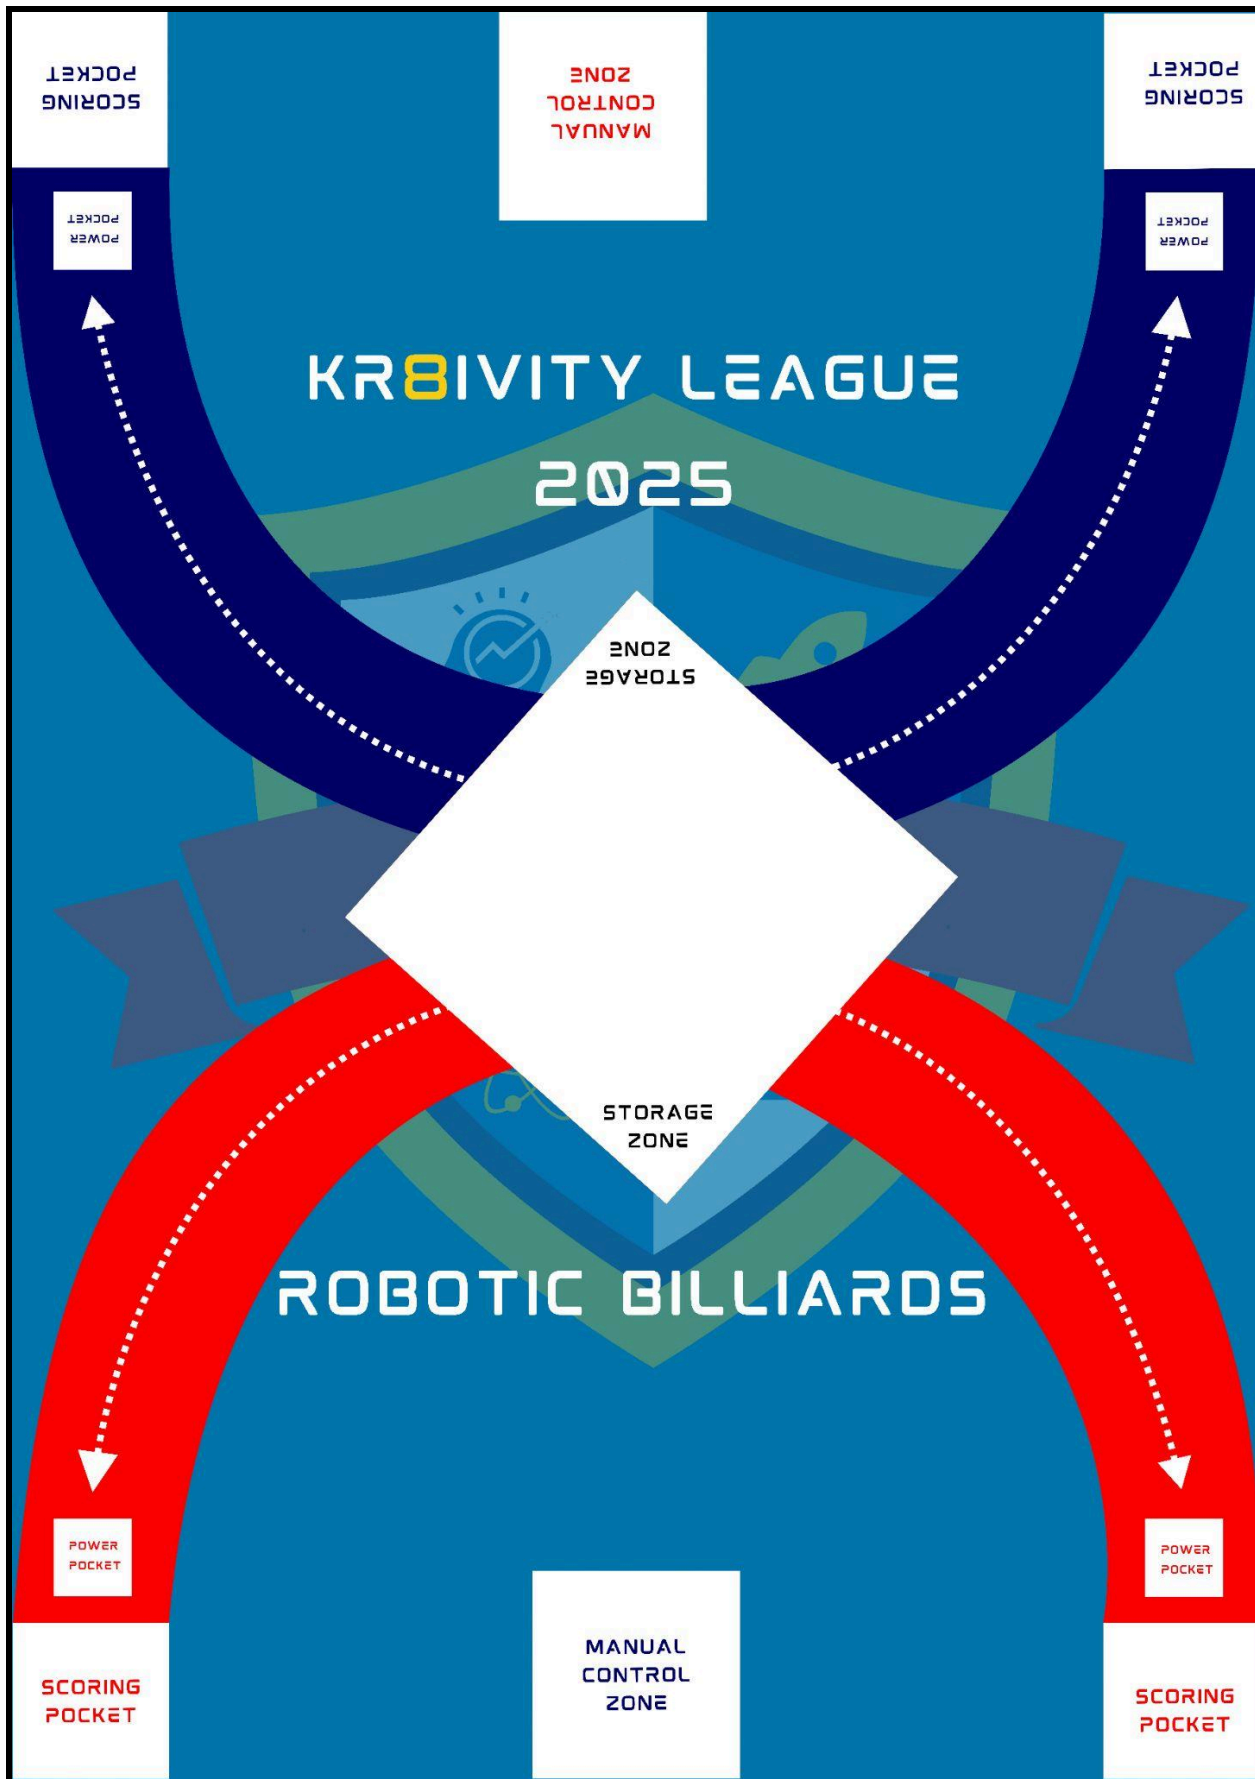 SCORING
POCKET
MANUAL
CONTROL
ZONE
SCORING
POCKET
POWER
POCKET
POWER
POCKET
KR8IVITY LEAGUE
2025
STORAGE
ZONE
STORAGE
ZONE
ROBOTIC BILLIARDS
POWER
POCKET
POWER
POCKET
MANUAL
CONTROL
ZONE
SCORING
POCKET
SCORING
POCKET